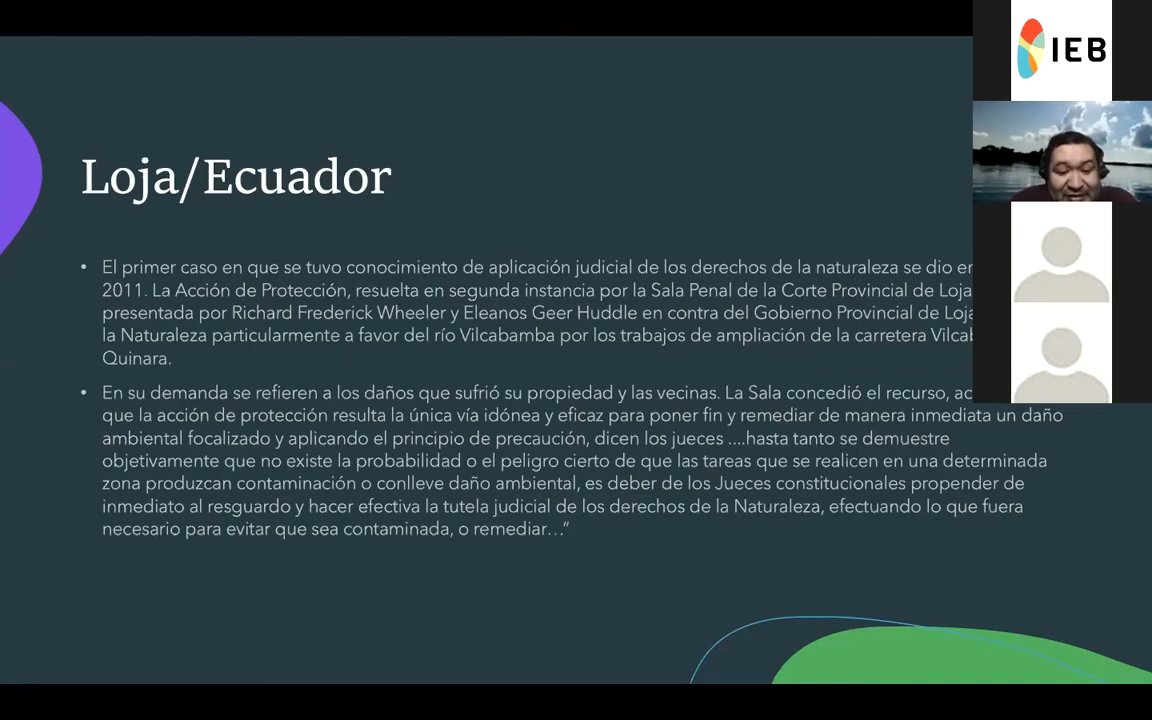 IEB
Loja/Ecuador
• El primer caso en que se tuvo conocimiento de aplicación judicial de los derechos de la naturaleza se dio en
2011. La Acción de Protección, resuelta en segunda instancia por la Sala Penal de la Corte Provincial de Loja
presentada por Richard Frederick Wheeler y Eleanos Geer Huddle en contra del Gobierno Provincial de Loja
la Naturaleza particularmente a favor del río Vilcabamba por los trabajos de ampliación de la carretera
Quinara.
• En su demanda se refieren a los daños que sufrió su propiedad y las vecinas. La Sala concedió el recurso,
que la acción de protección resulta la única vía idónea y eficaz para poner fin y remediar de manera inmediata un daño
ambiental focalizado y aplicando el principio de precaución, dicen los jueces ....hasta tanto se demuestre
objetivamente que no existe la probabilidad o el peligro cierto de que las tareas que se realicen en una determinada
zona produzcan contaminación o conlleve daño ambiental, es deber de los Jueces constitucionales propender de
inmediato al resguardo y hacer efectiva la tutela judicial de los derechos de la Naturaleza, efectuando lo que fuera
necesario para evitar que sea contaminada, o remediar…”